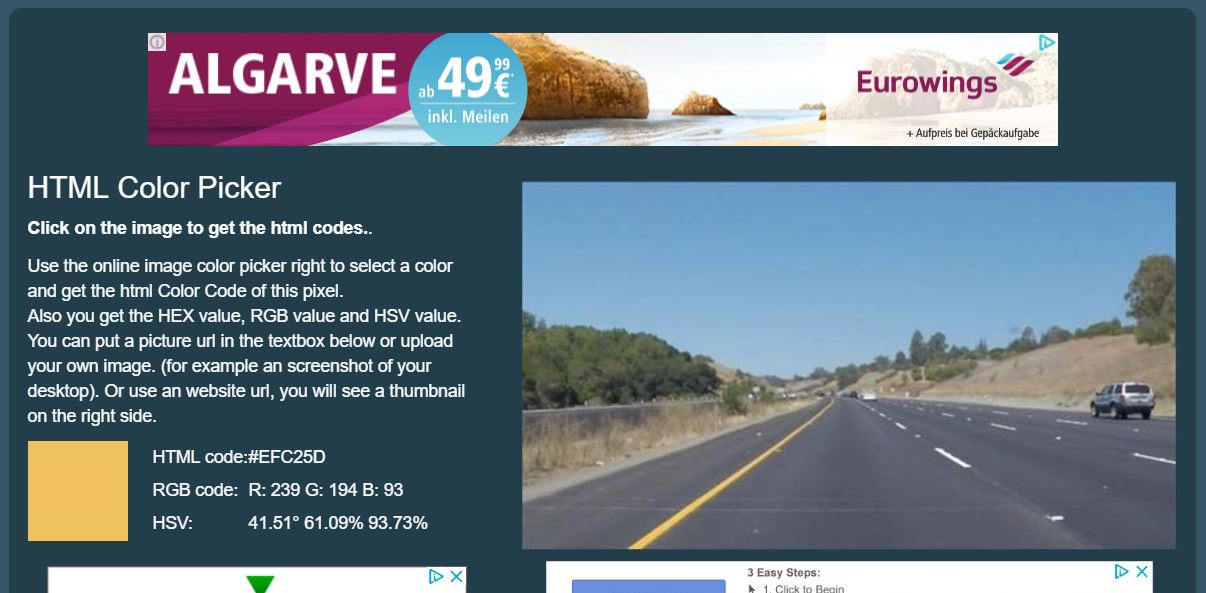 ALGARVE
ab 49 99 €*
inkl. Meilen
Eurowings
+ Aufpreis bei Gepäckaufgabe
HTML Color Picker
Click on the image to get the html codes..
Use the online image color picker right to select a color
and get the html Color Code of this pixel.
Also you get the HEX value, RGB value and HSV value.
You can put a picture url in the textbox below or upload
your own image. (for example an screenshot of your
desktop). Or use an website url, you will see a thumbnail
on the right side.
HTML code:#EFC25D
RGB code: R: 239 G: 194 B: 93
HSV: 41.51° 61.09% 93.73%
3 Easy Steps:
1. Click to Begin